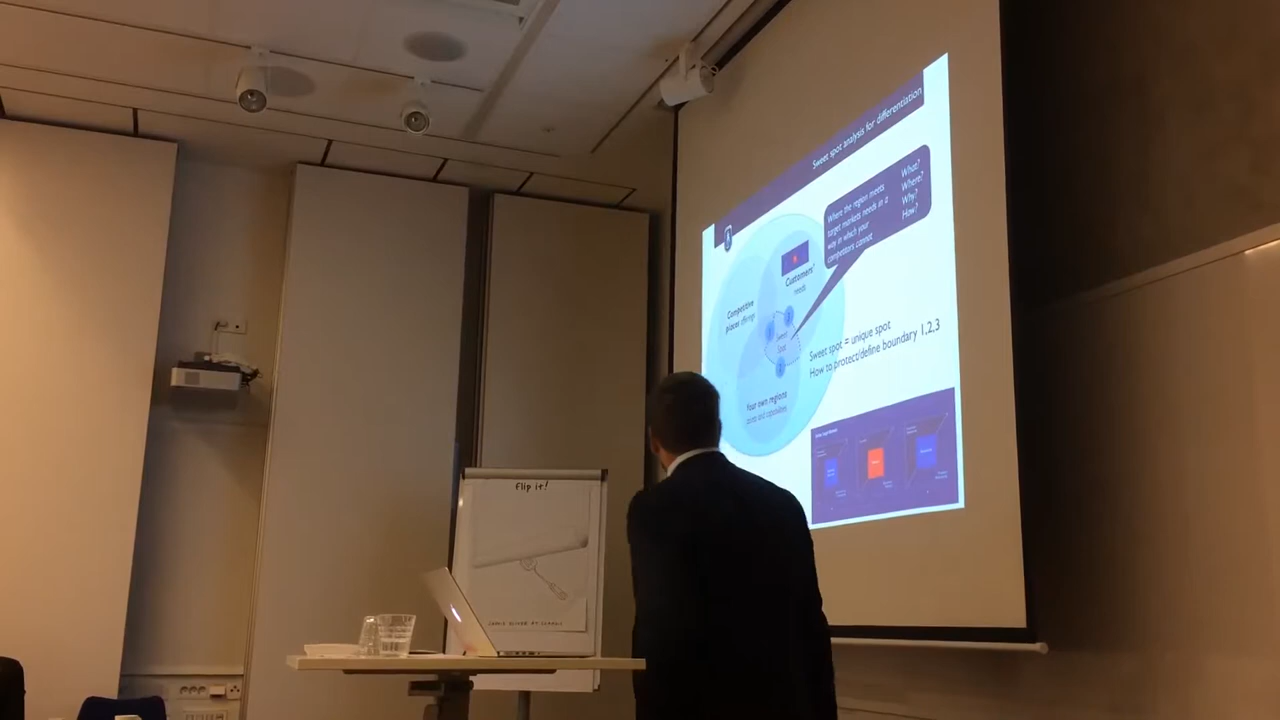 Sweet spot analysis for differentiation
Where the region meets
target markets needs in a
way in which your
competitors cannot
What?
Where?
Why?
How?
Customers'
needs
Competitive
places offerings
Sweet
Spot
Your own regions
assets and capabilities
Sweet spot = unique spot
How to protect/define boundary 1,2,3
flip it!